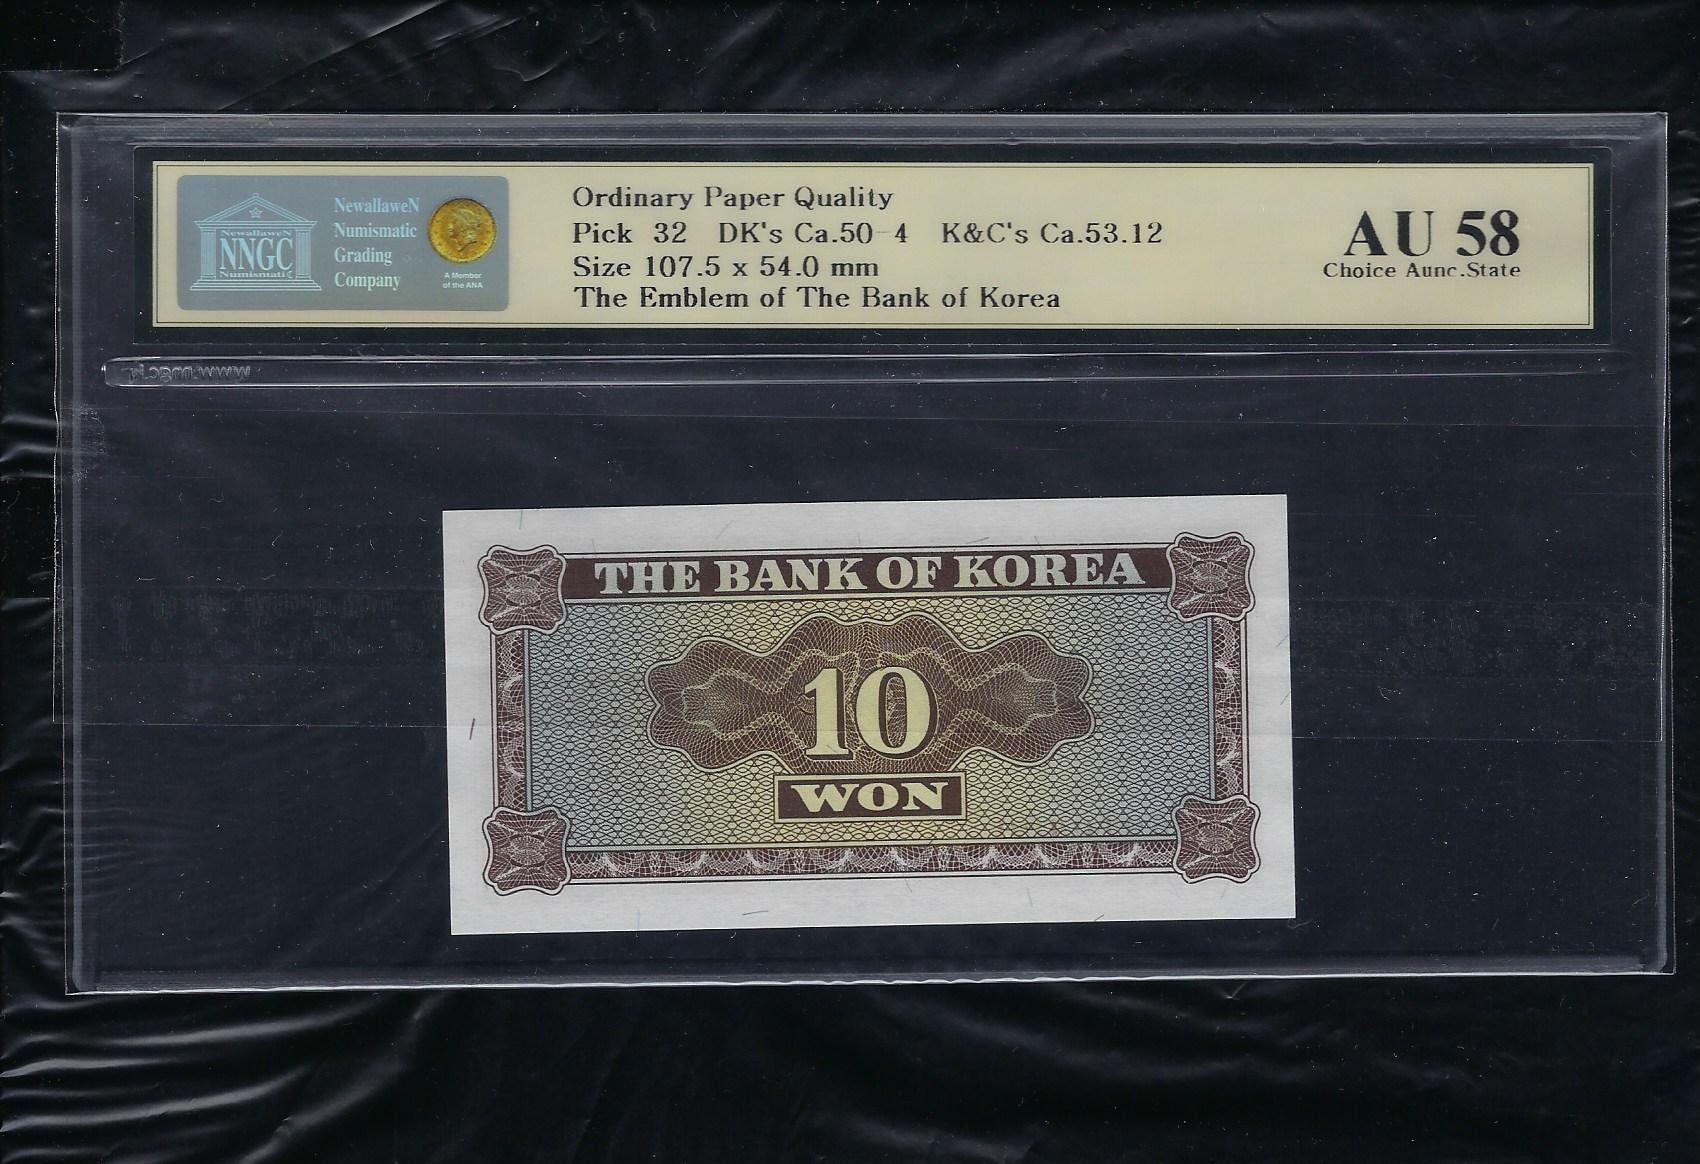 NewallaweN
Numismatic
Grading
Company
NewallaweN
NNGC
Numismatic
A Member
of the ANA
Ordinary Paper Quality
Pick 32 DK's Ca.50-4 K&C's Ca.53.12
Size 107.5 x 54.0 mm
The Emblem of The Bank of Korea
AU 58
Choice Aunc.State
THE BANK OF KOREA
10
WON